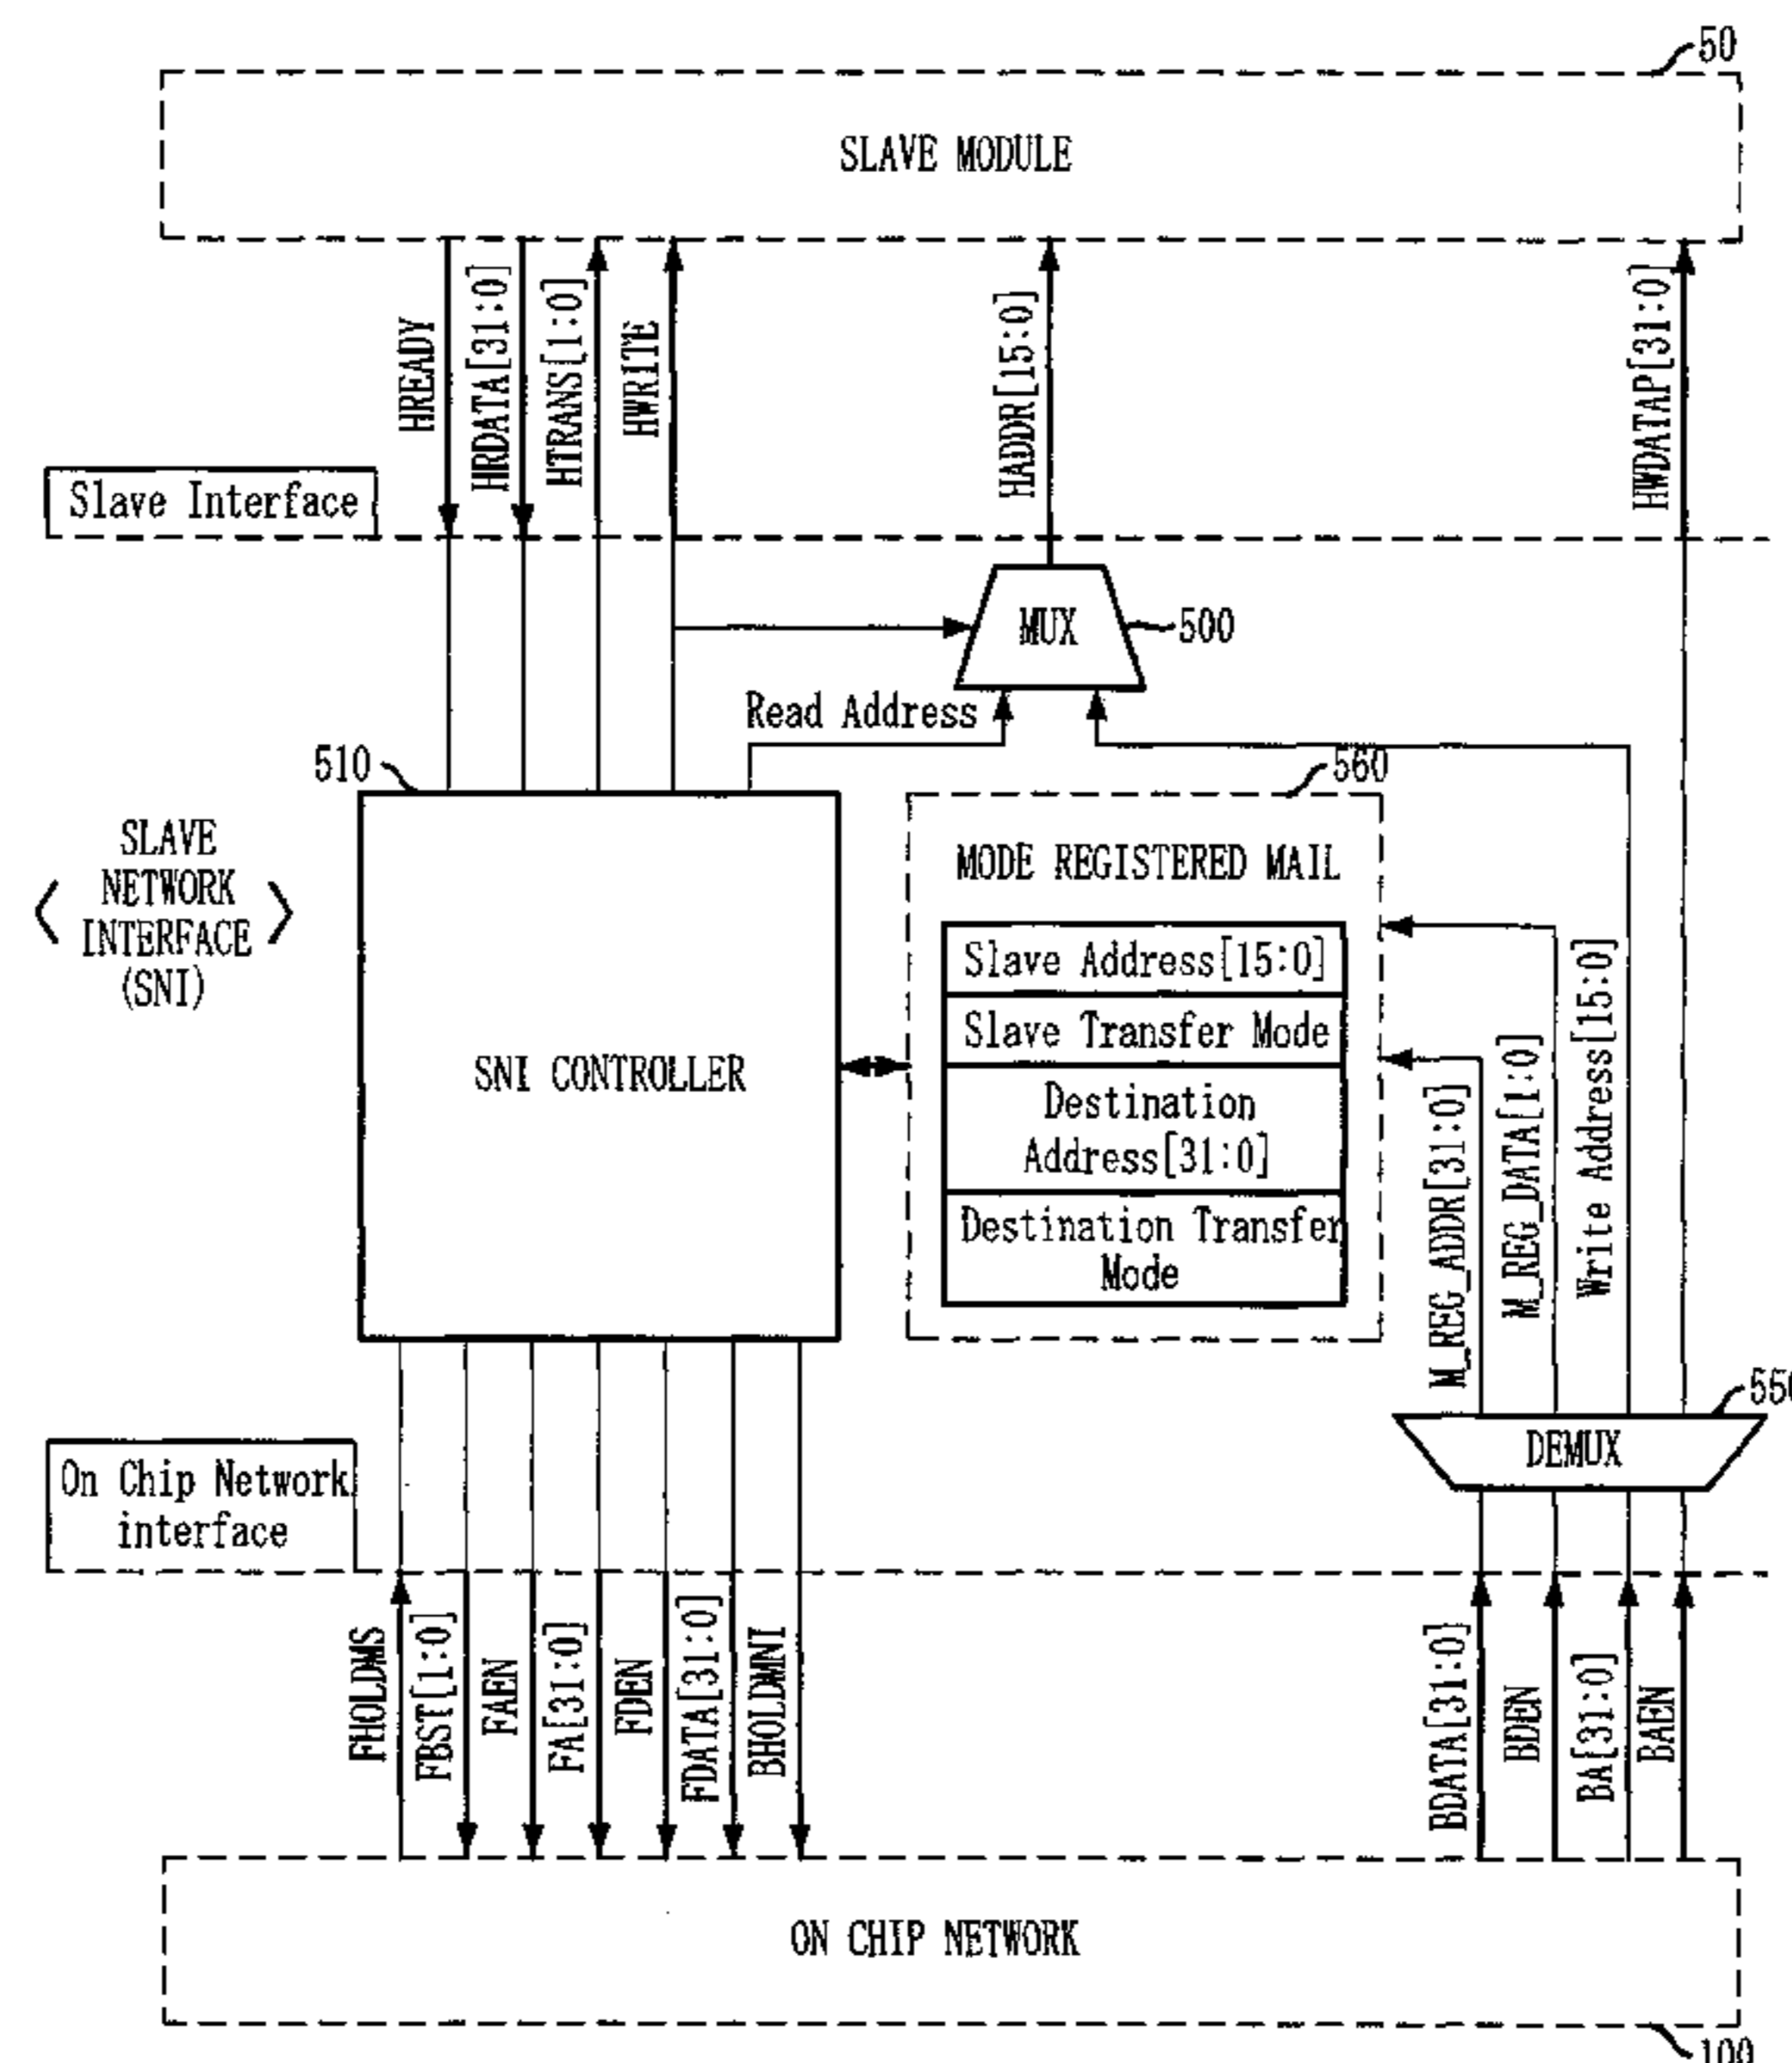 50
SLAVE MODULE
HREADY
HRDATA[31:0]
HTRANS[1:0]
HWRITE
HADDR[15:0]
HWDATAP[31:0]
Slave Interface
MUX
500
Read Address
510
560
SLAVE
NETWORK
INTERFACE
(SNI)
SNI CONTROLLER
MODE REGISTERED MAIL
Slave Address[15:0]
Slave Transfer Mode
Destination
Address[31:0]
Destination Transfer
Mode
M_REG_ADDR[31:0]
M_REG_DATA[1:0]
Write Address[15:0]
DEMUX
On Chip Network
interface
FHOLDMS
FBST[1:0]
FAEN
FA[31:0]
FDEN
FDATA[31:0]
BHOLDMNI
BDATA[31:0]
BDEN
BA[31:0]
BAEN
ON CHIP NETWORK
100